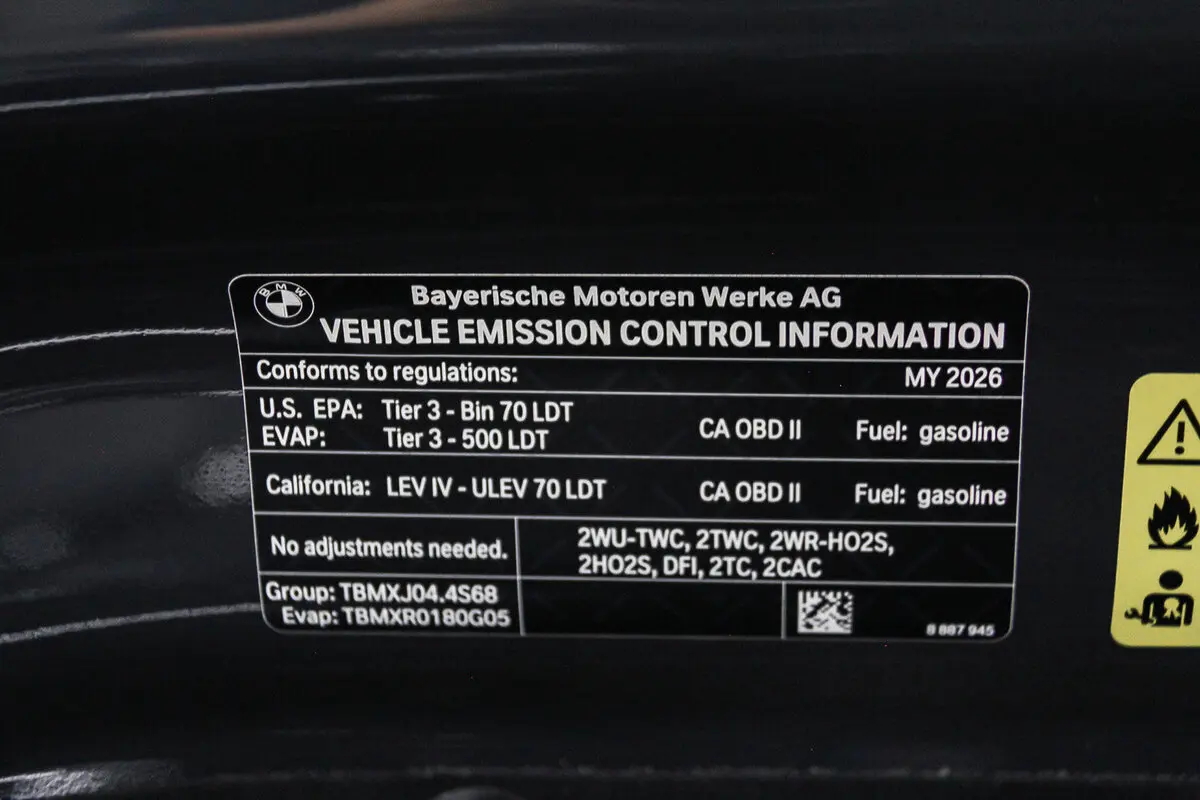 BMW
Bayerische Motoren Werke AG
VEHICLE EMISSION CONTROL INFORMATION
Conforms to regulations: MY 2026
U.S. EPA: Tier 3 - Bin 70 LDT
EVAP: Tier 3 - 500 LDT
CA OBD II Fuel: gasoline
California: LEV IV - ULEV 70 LDT CA OBD II Fuel: gasoline
No adjustments needed.
2WU-TWC, 2TWC, 2WR-HO2S,
2HO2S, DFI, 2TC, 2CAC
Group: TBMXJ04.4S68
Evap: TBMXR0180G05
8 887 945